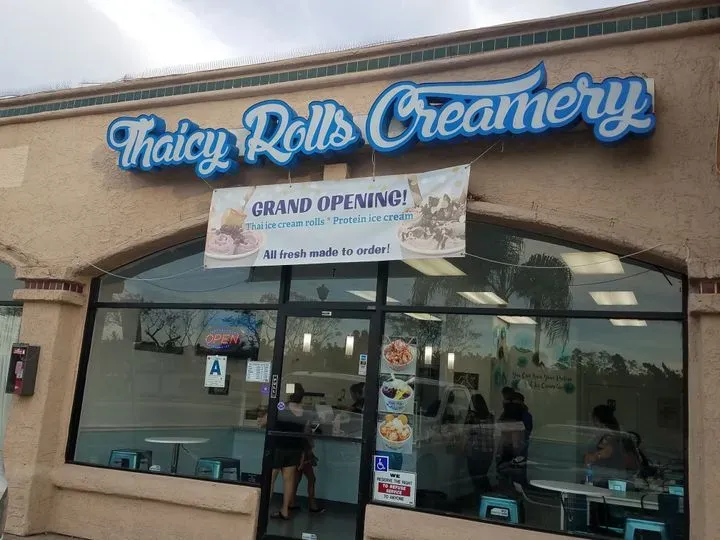 Thaicy Rolls Creamery
GRAND OPENING!
Thai ice cream rolls * Protein ice cream
All fresh made to order!
OPEN
A
WE
RESERVE THE RIGHT
TO REFUSE
SERVICE
TO ANYONE